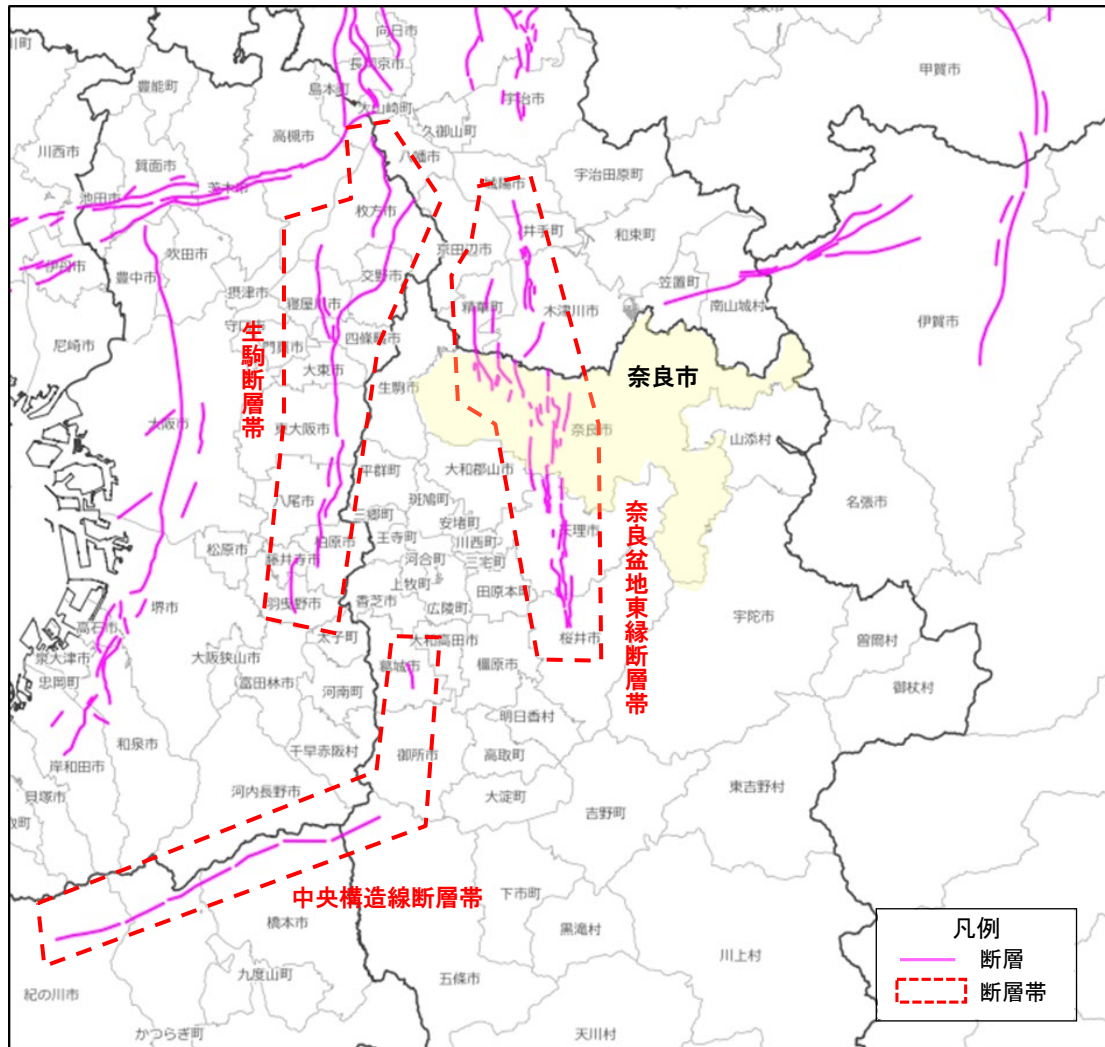 川町
向日市
長岡京市
甲賀市
豊能町
島本町
大山崎町
宇治市
高槻市
久御山町
川西市
箕面市
八幡市
宇治田原町
池田市
茨木市
城陽市
枚方市
井手町
和束町
吹田市
京田辺市
伊丹市
豊中市
交野市
笠置町
摂津市
寝屋川市
精華町
木津川市
南山城村
守口市
伊賀市
門真市
四條畷市
尼崎市
大東市
生駒市
奈良市
生駒断層帯
大阪市
東大阪市
奈良市
山添村
平群町
大和郡山市
八尾市
斑鳩町
名張市
三郷町
安堵町
天理市
奈良盆地東縁断層帯
松原市
柏原市
王寺町
川西町
藤井寺市
河合町
三宅町
上牧町
田原本町
羽曳野市
香芝市
広陵町
堺市
高石市
太子町
大和高田市
桜井市
宇陀市
曽爾村
泉大津市
大阪狭山市
葛城市
橿原市
忠岡町
富田林市
河南町
御杖村
明日香村
和泉市
千早赤阪村
御所市
高取町
岸和田市
東吉野村
貝塚市
河内長野市
大淀町
吉野町
取町
中央構造線断層帯
下市町
橋本市
黒滝村
凡例
断層
断層帯
川上村
九度山町
五條市
紀の川市
かつらぎ町
天川村